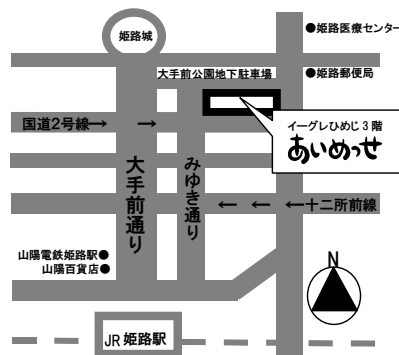 姫路城
●姫路医療センター
大手前公園地下駐車場
●姫路郵便局
国道2号線→
→
イーグレひめじ3階
あいめっせ
大手前通り
みゆき通り
← ← ←十二所前線
山陽電鉄姫路駅●
山陽百貨店●
N
JR 姫路駅